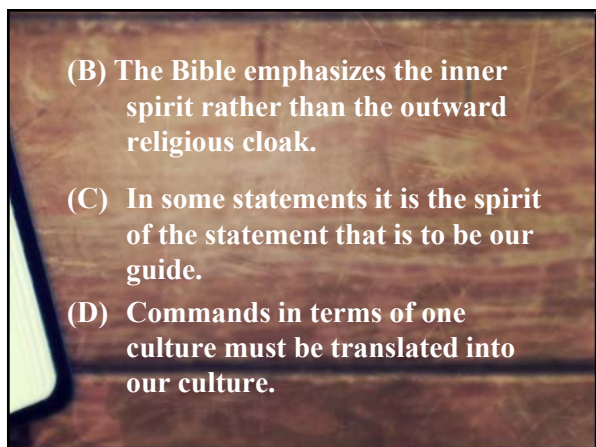 (B) The Bible emphasizes the inner
spirit rather than the outward
religious cloak.
(C) In some statements it is the spirit
of the statement that is to be our
guide.
(D) Commands in terms of one
culture must be translated into
our culture.